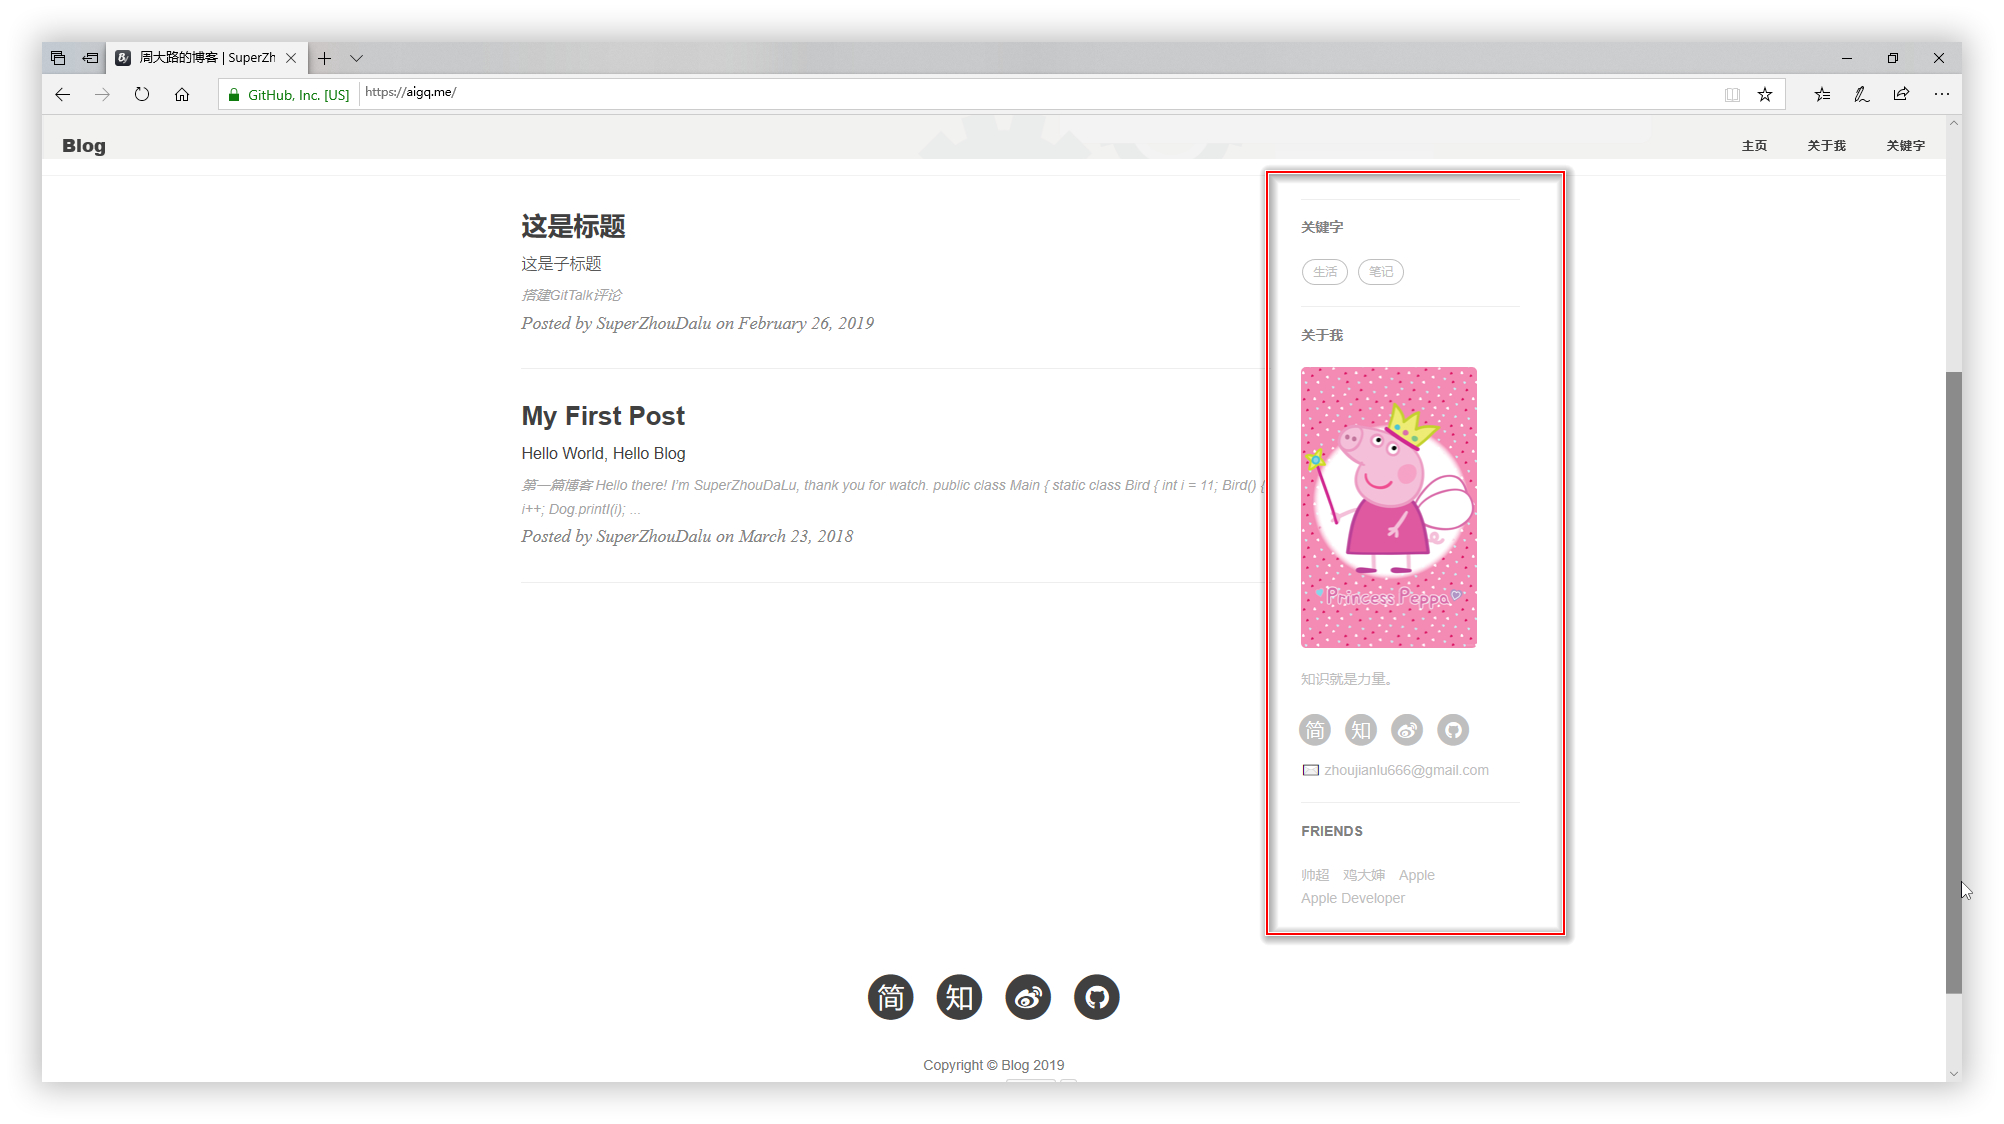 周大路的博客 | SuperZh
GitHub, Inc. [US]
https://aigq.me/
Blog
主页
关于我
关键字
这是标题
这是子标题
搭建GitTalk评论
Posted by SuperZhouDalu on February 26, 2019
My First Post
Hello World, Hello Blog
第一篇博客 Hello there! I'm SuperZhouDaLu, thank you for watch. public class Main { static class Bird { int i = 11; Bird() {
i++; Dog.printI(i); ...
Posted by SuperZhouDalu on March 23, 2018
关键字
生活 笔记
关于我
Princess Peppa
知识就是力量。
简 知
zhoujianlu666@gmail.com
FRIENDS
帅超 鸡大婶 Apple
Apple Developer
简 知
Copyright © Blog 2019